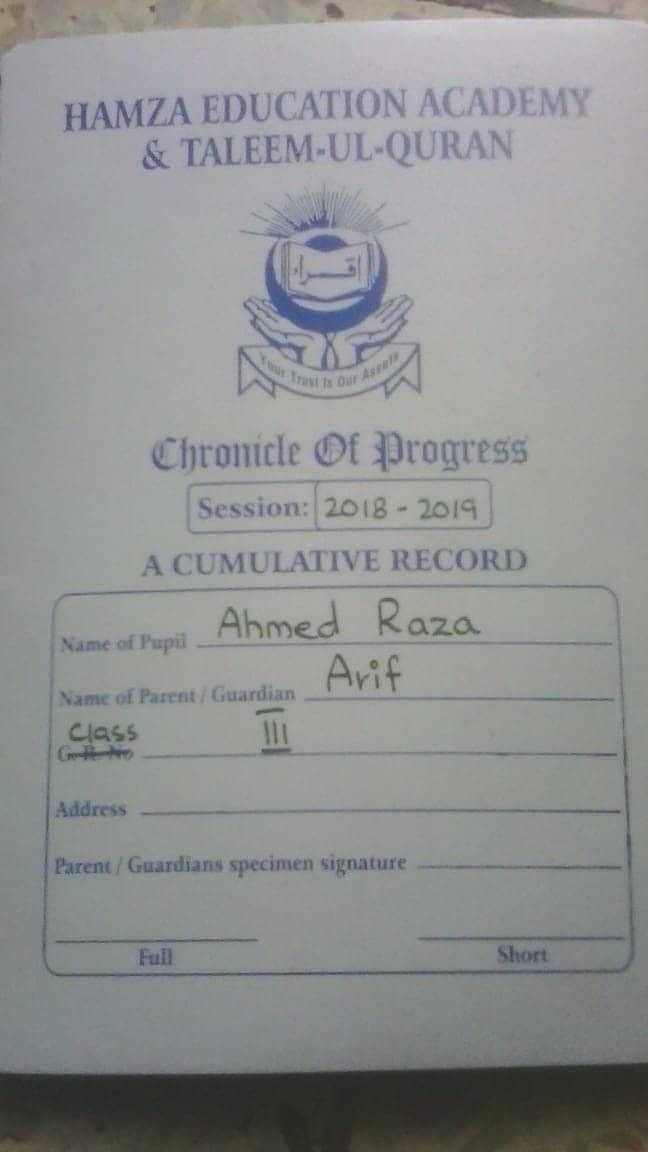 HAMZA EDUCATION ACADEMY
& TALEEM-UL-QURAN
اقراء
Your Trust Is Our Assets
Chronicle Of Progress
Session: 2018 - 2019
A CUMULATIVE RECORD
Name of Pupil Ahmed Raza
Name of Parent / Guardian Arif
Class
G. R. No III
Address
Parent / Guardians specimen signature
Full Short